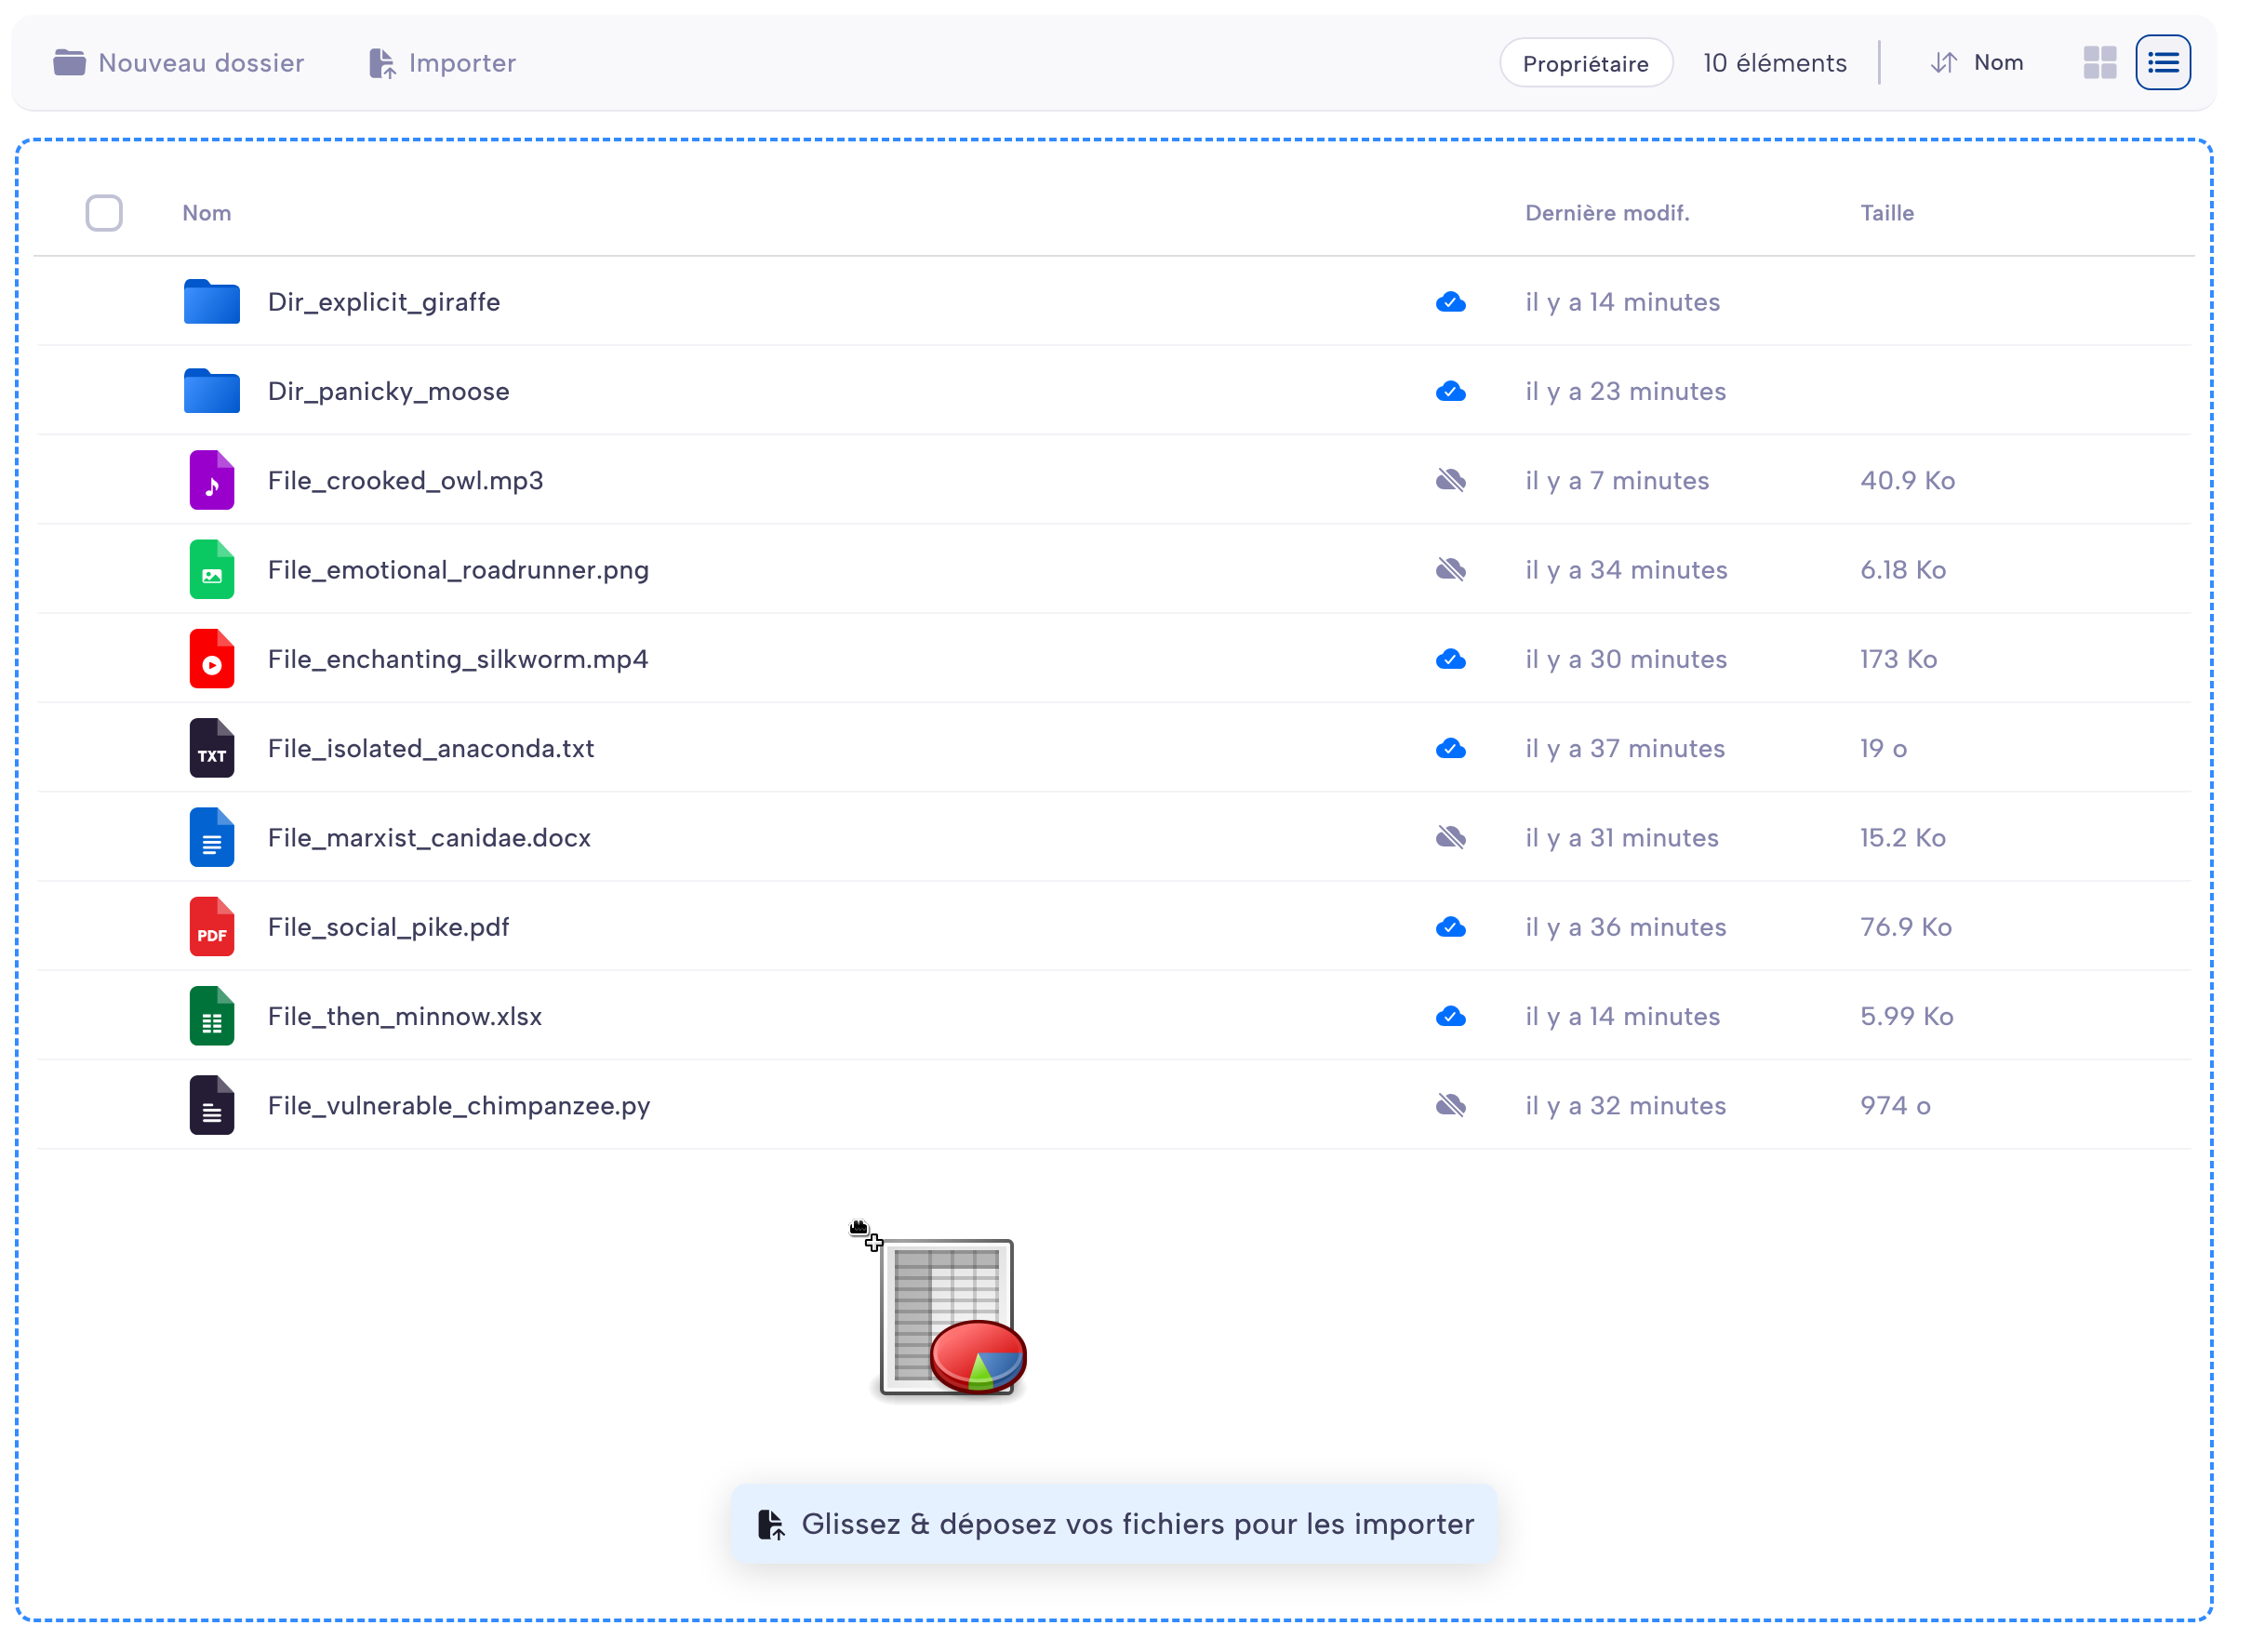 Nouveau dossier Importer Propriétaire 10 éléments Nom
Nom Dernière modif. Taille
Dir_explicit_giraffe il y a 14 minutes
Dir_panicky_moose il y a 23 minutes
File_crooked_owl.mp3 il y a 7 minutes 40.9 Ko
File_emotional_roadrunner.png il y a 34 minutes 6.18 Ko
File_enchanting_silkworm.mp4 il y a 30 minutes 173 Ko
TXT File_isolated_anaconda.txt il y a 37 minutes 19 o
File_marxist_canidae.docx il y a 31 minutes 15.2 Ko
PDF File_social_pike.pdf il y a 36 minutes 76.9 Ko
File_then_minnow.xlsx il y a 14 minutes 5.99 Ko
File_vulnerable_chimpanzee.py il y a 32 minutes 974 o
Glissez & déposez vos fichiers pour les importer